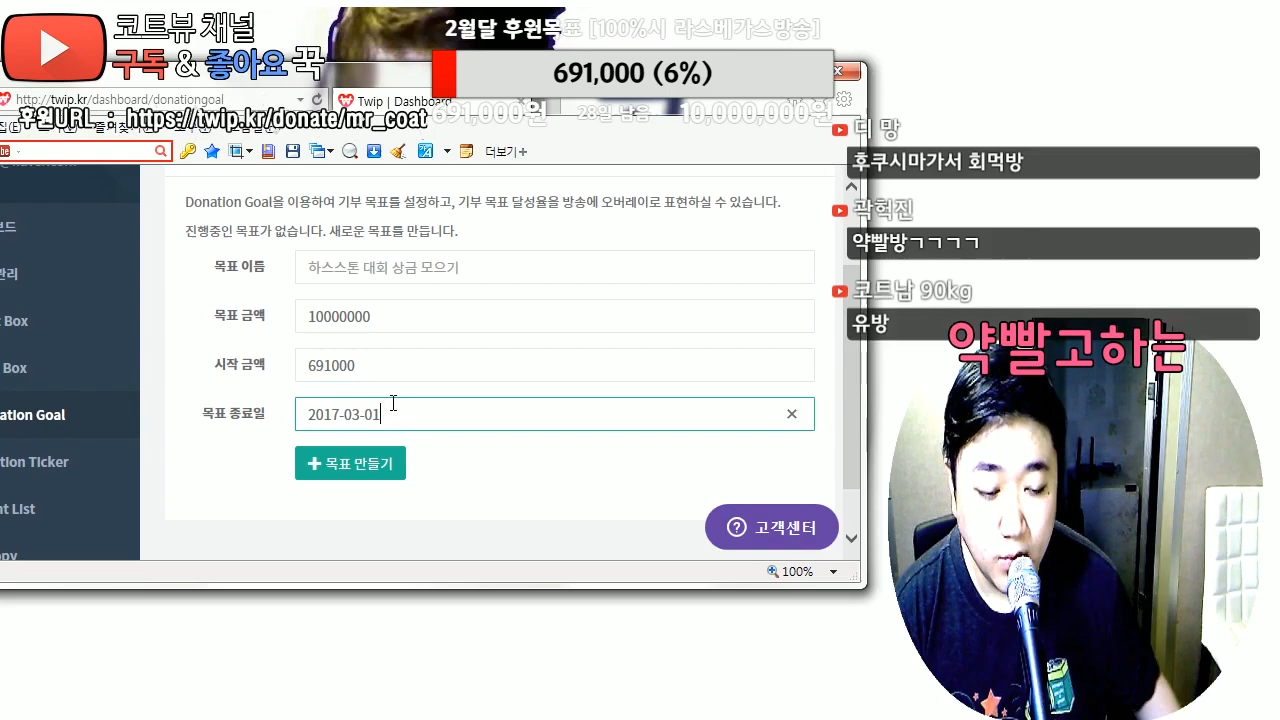 코트뷰 채널
구독 & 좋아요 꾹
2월달 후원목표 [100%시 라스베가스방송]
691,000 (6%)
691,000원 28일 남음 10,000,000원
http://twip.kr/dashboard/donationgoal
Twip | Dashboard
후원URL : https://twip.kr/donate/mr_coat
더보기
Donation Goal을 이용하여 기부 목표를 설정하고, 기부 목표 달성율을 방송에 오버레이로 표현하실 수 있습니다.
진행중인 목표가 없습니다. 새로운 목표를 만듭니다.
목표 이름
하스스톤 대회 상금 모으기
목표 금액
10000000
시작 금액
691000
목표 종료일
2017-03-01
목표 만들기
고객센터
100%
Box
Box
ation Goal
tion Ticker
t List
디 망
후쿠시마가서 회먹방
곽혁진
약빨방ㄱㄱㄱㄱ
코트남 90kg
유방
약빨고하는